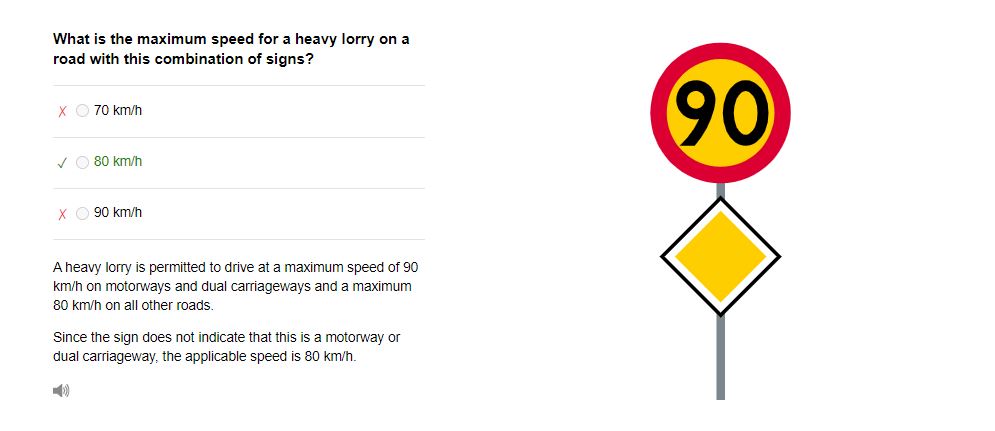 What is the maximum speed for a heavy lorry on a
road with this combination of signs?
70 km/h
80 km/h
90 km/h
A heavy lorry is permitted to drive at a maximum speed of 90
km/h on motorways and dual carriageways and a maximum
80 km/h on all other roads.
Since the sign does not indicate that this is a motorway or
dual carriageway, the applicable speed is 80 km/h.
90